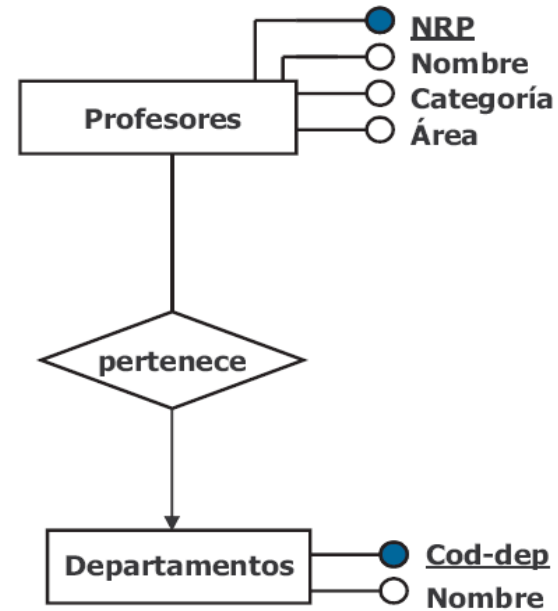 NRP
Nombre
Categoría
Área
Profesores
pertenece
Departamentos
Cod-dep
Nombre